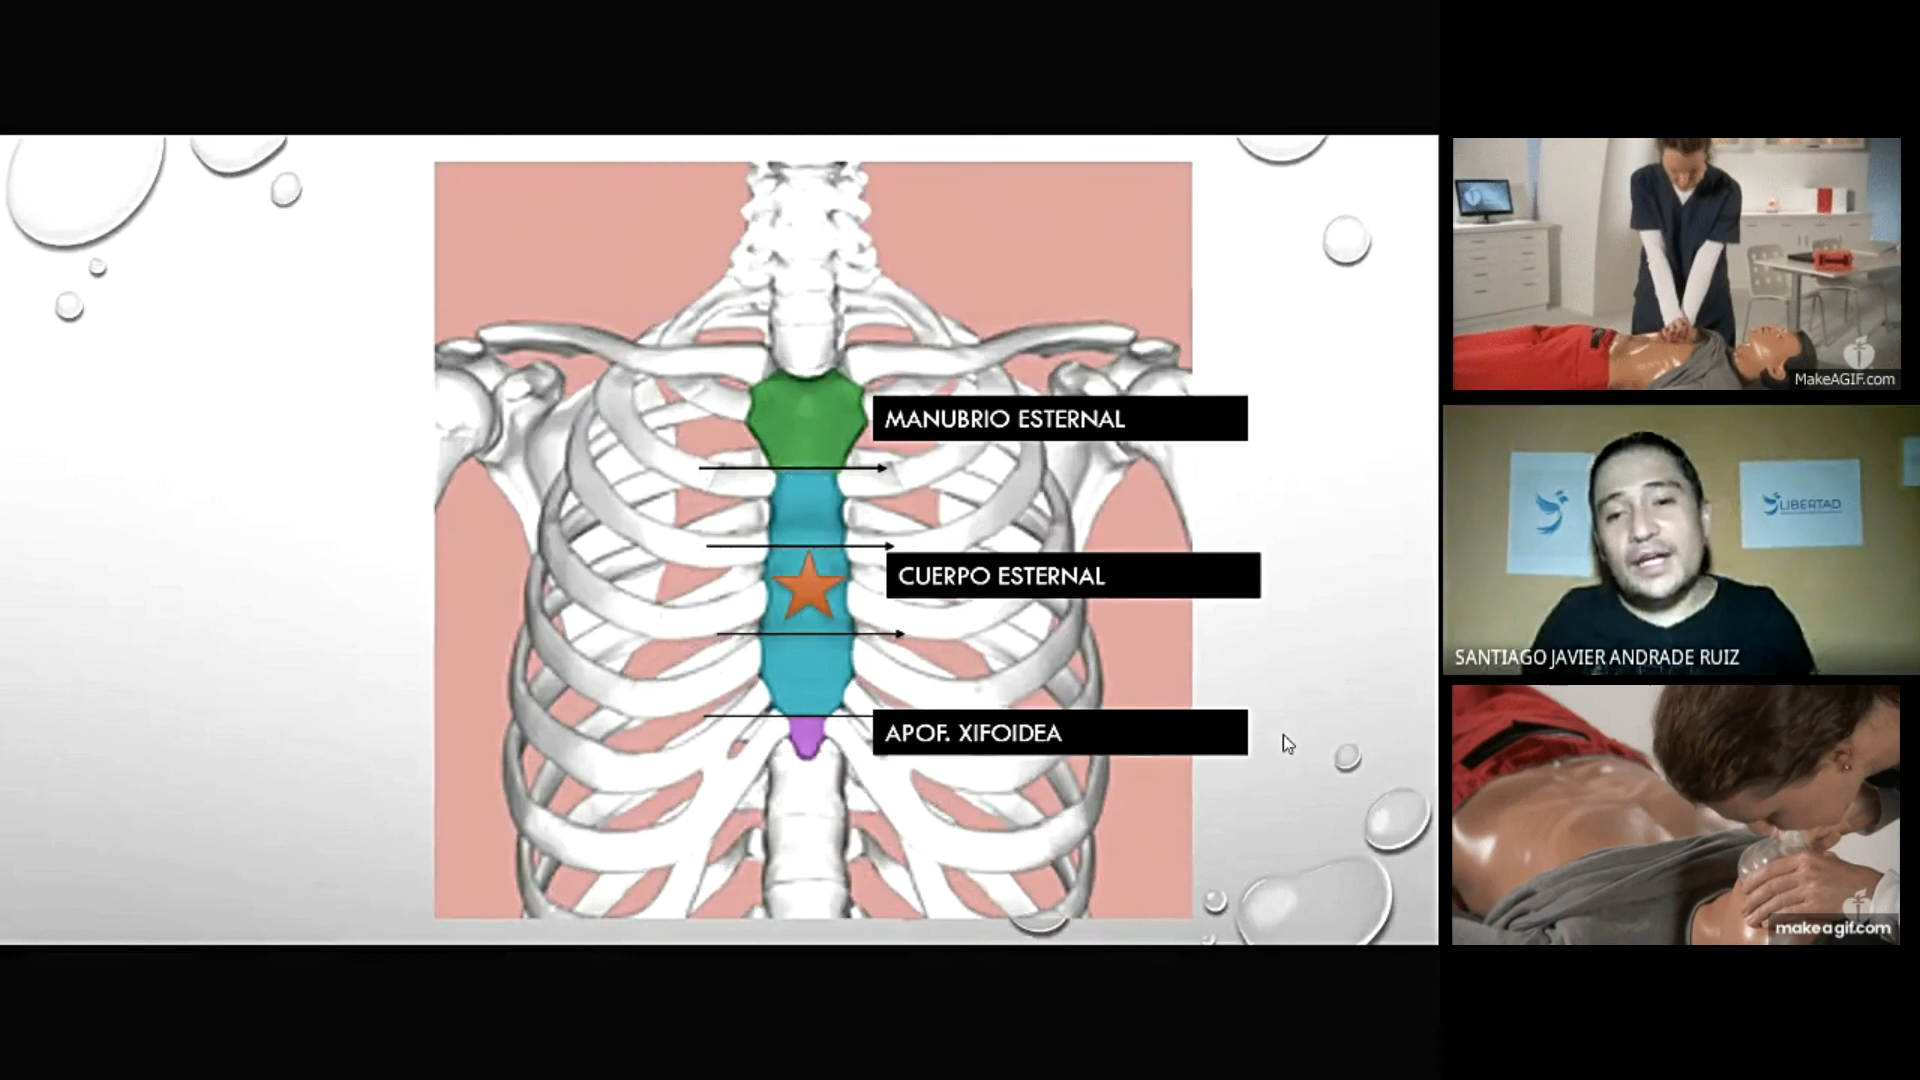 MANUBRIO ESTERNAL
CUERPO ESTERNAL
APOF. XIFOIDEA
MakeAGIF.com
LIBERTAD
SANTIAGO JAVIER ANDRADE RUIZ
makeagif.com